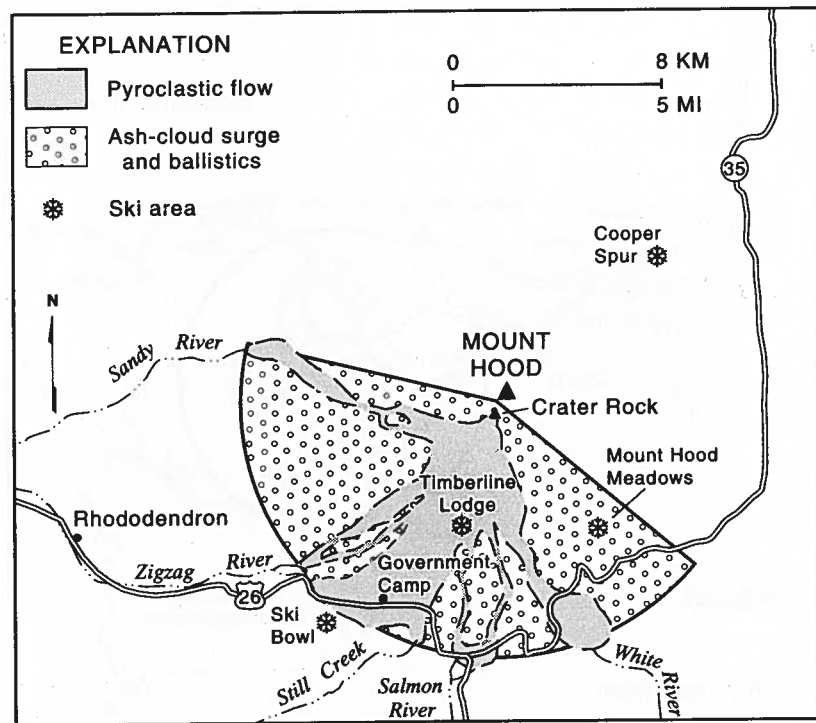 EXPLANATION
Pyroclastic flow
Ash-cloud surge
and ballistics
Ski area
0 8 KM
0 5 MI
35
Cooper
Spur
N
Sandy River
MOUNT
HOOD
Crater Rock
Mount Hood
Meadows
Timberline
Lodge
Rhododendron
Zigzag River
Government
Camp
26
Ski
Bowl
Still Creek
Salmon
River
White
River